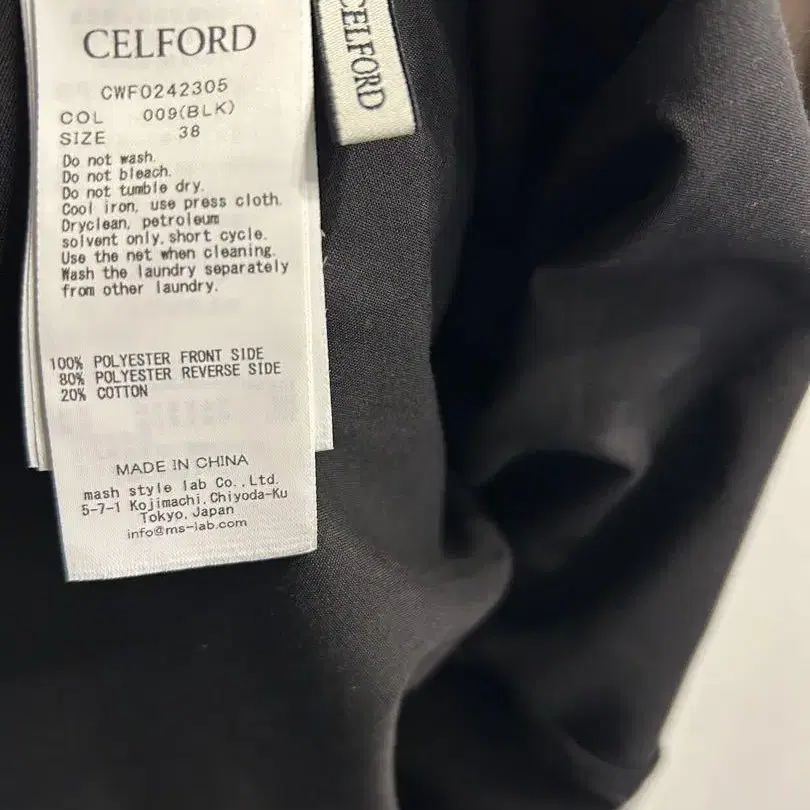 CELFORD
CWFO242305
COL 009(BLK)
SIZE 38
Do not wash.
Do not bleach.
Do not tumble dry.
Cool iron, use press cloth.
Dryclean, petroleum
solvent only, short cycle.
Use the net when cleaning.
Wash the laundry separately
from other laundry.
100% POLYESTER FRONT SIDE
80% POLYESTER REVERSE SIDE
20% COTTON
MADE IN CHINA
mash style lab Co.,Ltd.
5-7-1 Kojimachi,Chiyoda-Ku
Tokyo,Japan
info@ms-lab.com
CELFORD